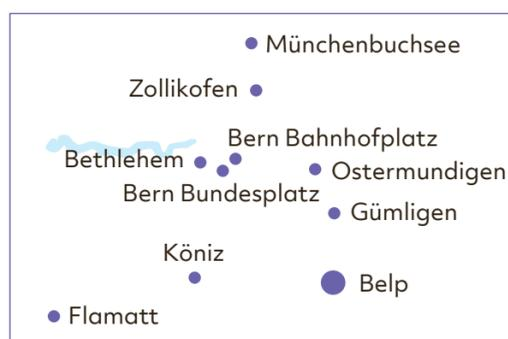 Münchenbuchsee
Zollikofen
Bern Bahnhofplatz
Bethlehem
Ostermundigen
Bern Bundesplatz
Gümligen
Köniz
Belp
Flamatt